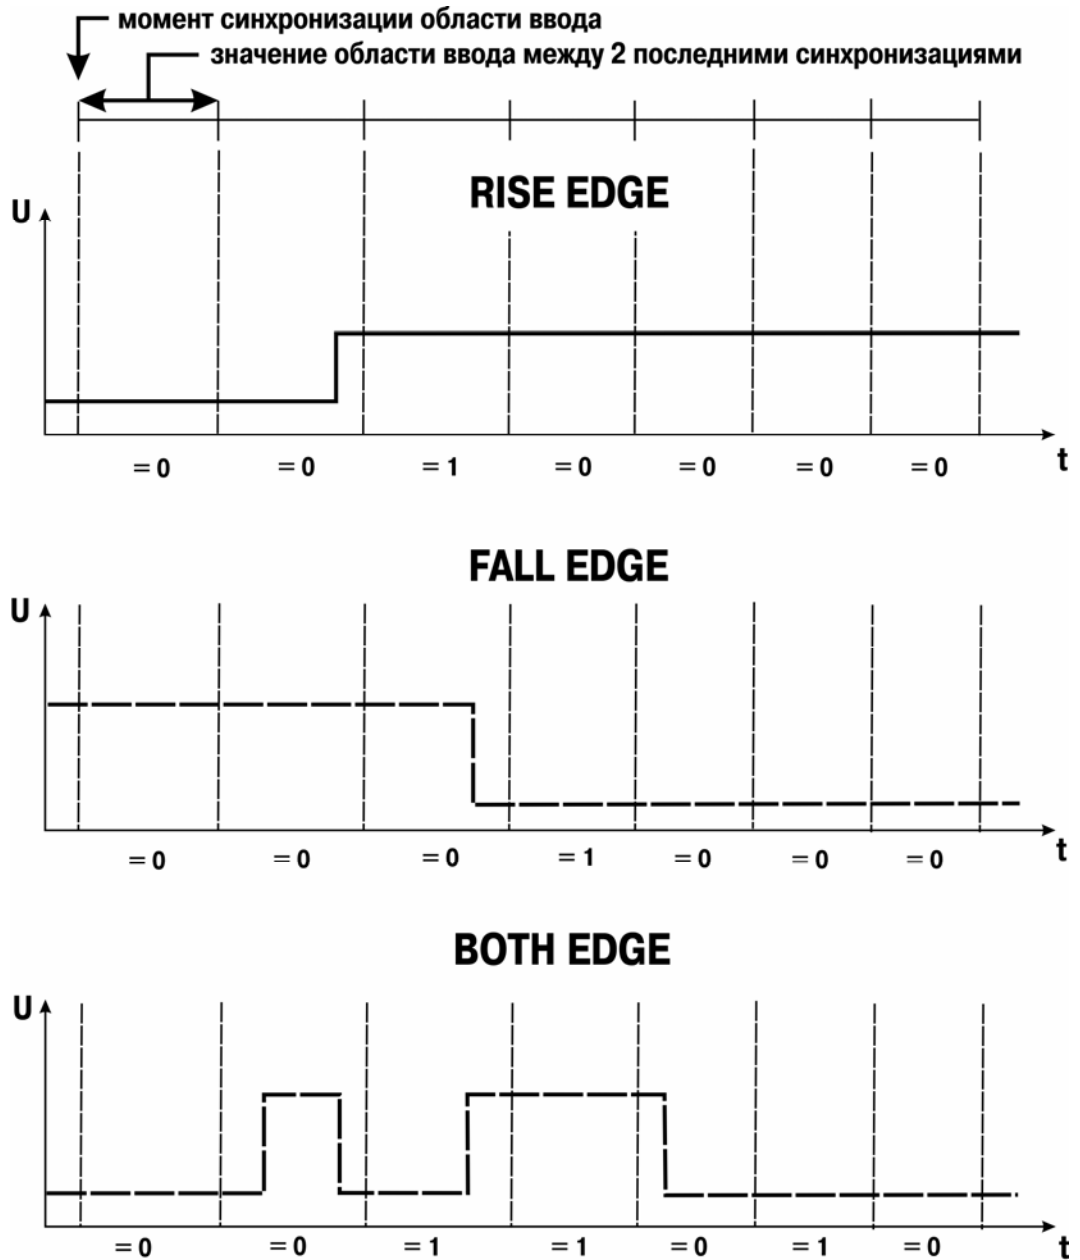 момент синхронизации области ввода
значение области ввода между 2 последними синхронизациями
RISE EDGE
U
= 0 = 0 = 1 = 0 = 0 = 0 = 0
t
FALL EDGE
U
= 0 = 0 = 0 = 1 = 0 = 0 = 0
t
BOTH EDGE
U
= 0 = 0 = 1 = 1 = 0 = 1 = 0
t